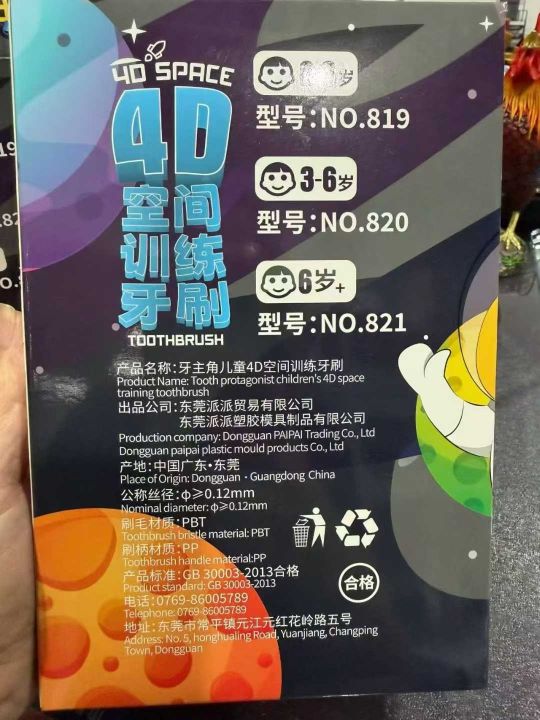 4D SPACE
4D
空间
训练
牙刷
TOOTHBRUSH
岁
型号:NO.819
3-6岁
型号:NO.820
6岁+
型号:NO.821
产品名称:牙主角儿童4D空间训练牙刷
Product Name: Tooth protagonist children's 4D space
training toothbrush
出品公司:东莞派派贸易有限公司
东莞派派塑胶模具制品有限公司
Production company: Dongguan PAIPAI Trading Co., Ltd
Dongguan paipai plastic mould products Co., Ltd
产地:中国广东·东莞
Place of Origin: Dongguan · Guangdong China
公称丝径:φ≥0.12mm
Nominal diameter: φ≥0.12mm
刷毛材质:PBT
Toothbrush bristle material: PBT
刷柄材质:PP
Toothbrush handle material:PP
产品标准:GB 30003-2013合格
Product standard: GB 30003-2013
合格
电话:0769-86005789
Telephone: 0769-86005789
地址:东莞市常平镇元江元红花岭路五号
Address: No. 5, honghualing Road, Yuanjiang, Changping
Town, Dongguan